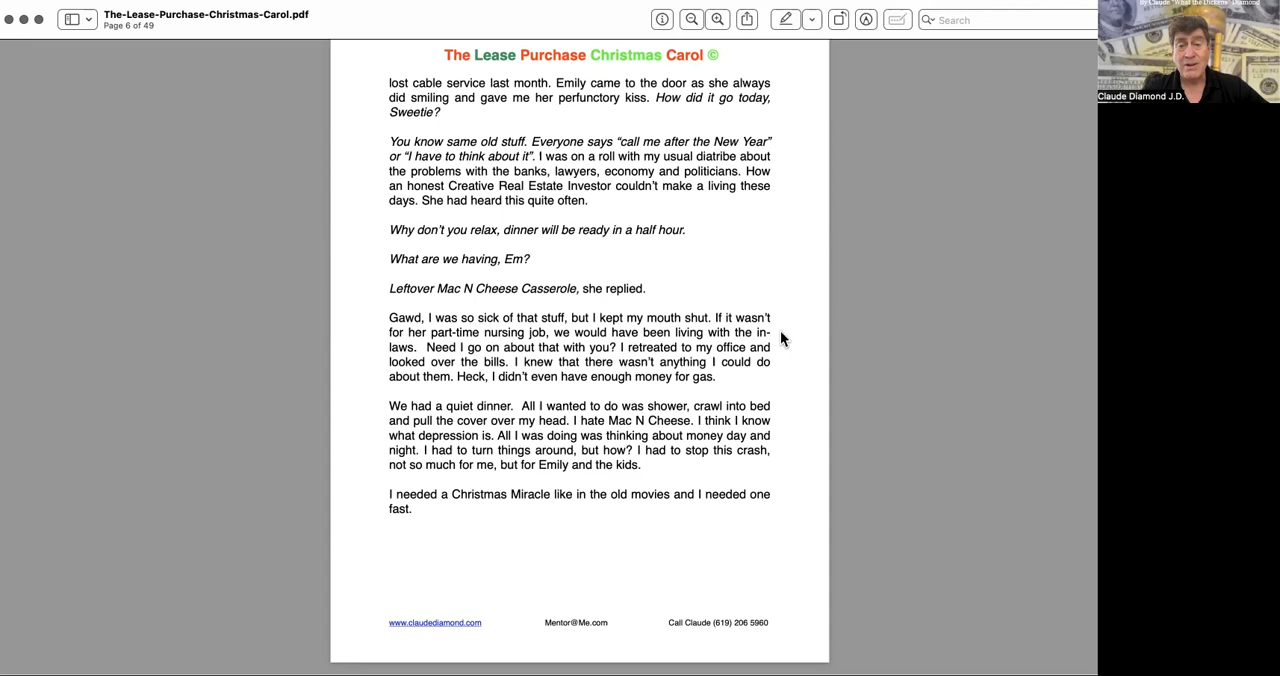 The-Lease-Purchase-Christmas-Carol.pdf
Page 6 of 49
Search
By Claude "What the Dickens" Diamond
Claude Diamond J.D.
The Lease Purchase Christmas Carol ©
lost cable service last month. Emily came to the door as she always
did smiling and gave me her perfunctory kiss. How did it go today,
Sweetie?
You know same old stuff. Everyone says “call me after the New Year”
or “I have to think about it”. I was on a roll with my usual diatribe about
the problems with the banks, lawyers, economy and politicians. How
an honest Creative Real Estate Investor couldn’t make a living these
days. She had heard this quite often.
Why don’t you relax, dinner will be ready in a half hour.
What are we having, Em?
Leftover Mac N Cheese Casserole, she replied.
Gawd, I was so sick of that stuff, but I kept my mouth shut. If it wasn’t
for her part-time nursing job, we would have been living with the in-
laws. Need I go on about that with you? I retreated to my office and
looked over the bills. I knew that there wasn’t anything I could do
about them. Heck, I didn’t even have enough money for gas.
We had a quiet dinner. All I wanted to do was shower, crawl into bed
and pull the cover over my head. I hate Mac N Cheese. I think I know
what depression is. All I was doing was thinking about money day and
night. I had to turn things around, but how? I had to stop this crash,
not so much for me, but for Emily and the kids.
I needed a Christmas Miracle like in the old movies and I needed one
fast.
www.claudediamond.com Mentor@Me.com Call Claude (619) 206 5960